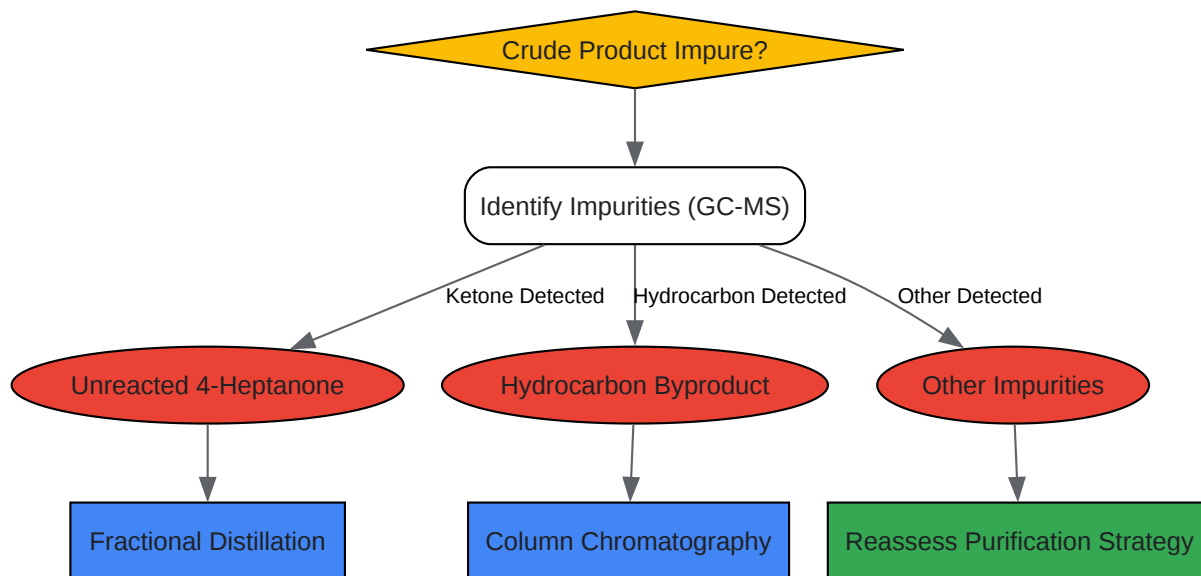 Crude Product Impure?
Identify Impurities (GC-MS)
Ketone Detected
Hydrocarbon Detected
Other Detected
Unreacted 4-Heptanone
Hydrocarbon Byproduct
Other Impurities
Fractional Distillation
Column Chromatography
Reassess Purification Strategy